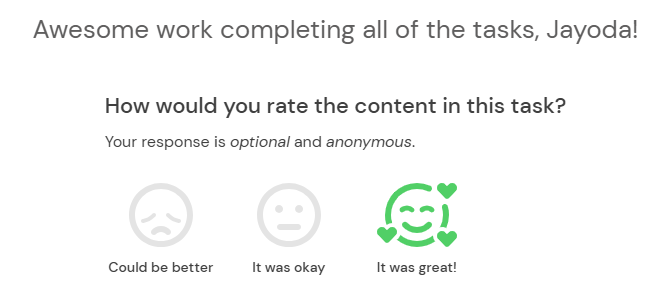 Awesome work completing all of the tasks, Jayoda!
How would you rate the content in this task?
Your response is optional and anonymous.
Could be better
It was okay
It was great!